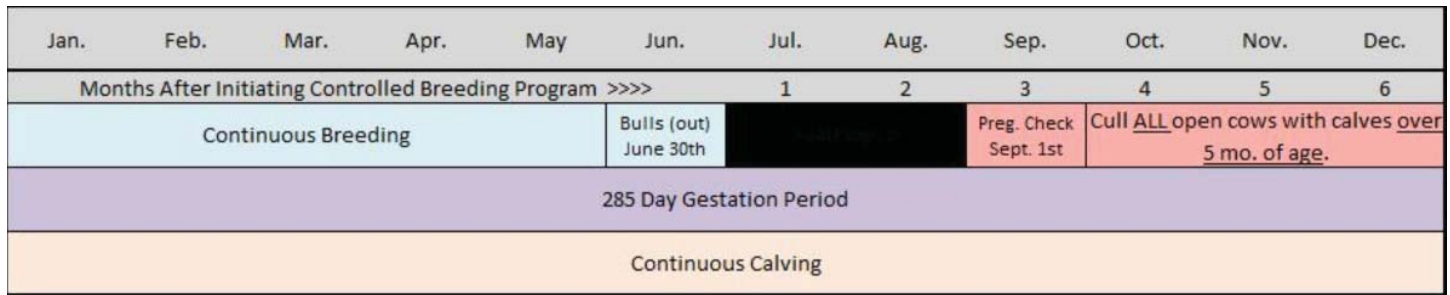 Jan. Feb. Mar. Apr. May Jun. Jul. Aug. Sep. Oct. Nov. Dec.
Months After Initiating Controlled Breeding Program >>>> 1 2 3 4 5 6
Continuous Breeding
Bulls (out)
June 30th
Preg. Check
Sept. 1st
Cull ALL open cows with calves over
5 mo. of age.
285 Day Gestation Period
Continuous Calving